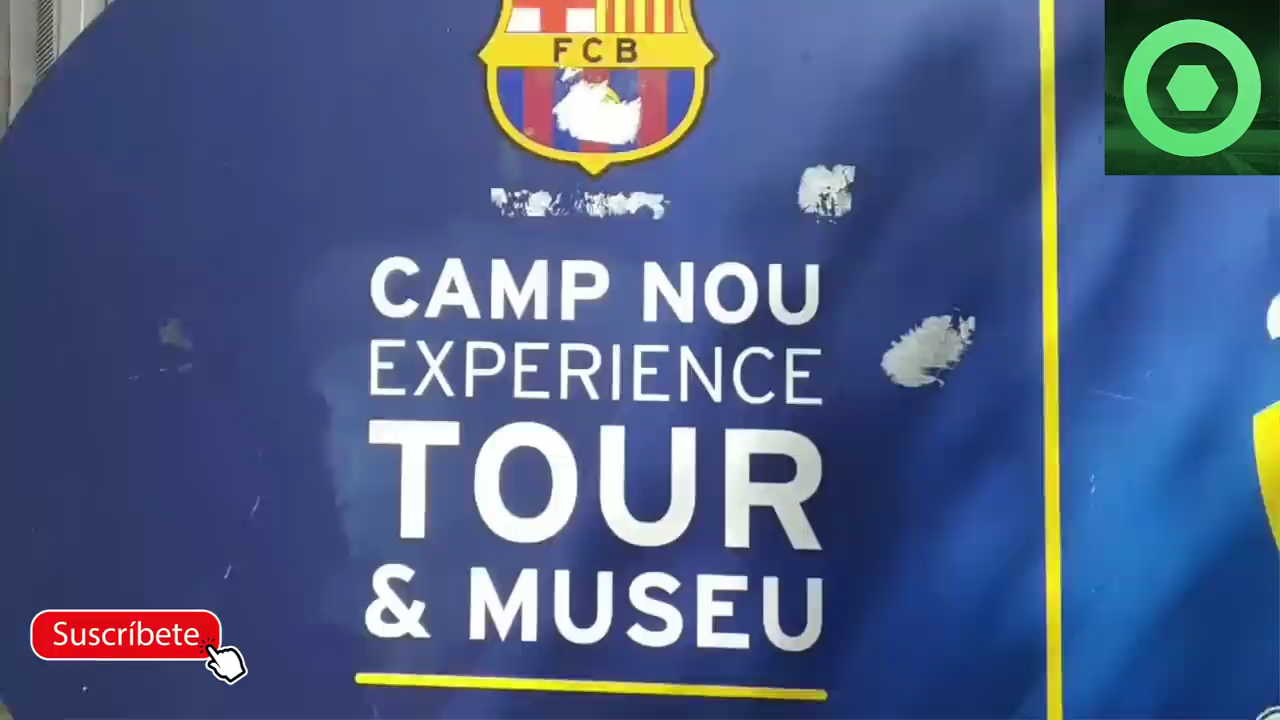 FCB
CAMP NOU
EXPERIENCE
TOUR
& MUSEU
Suscríbete